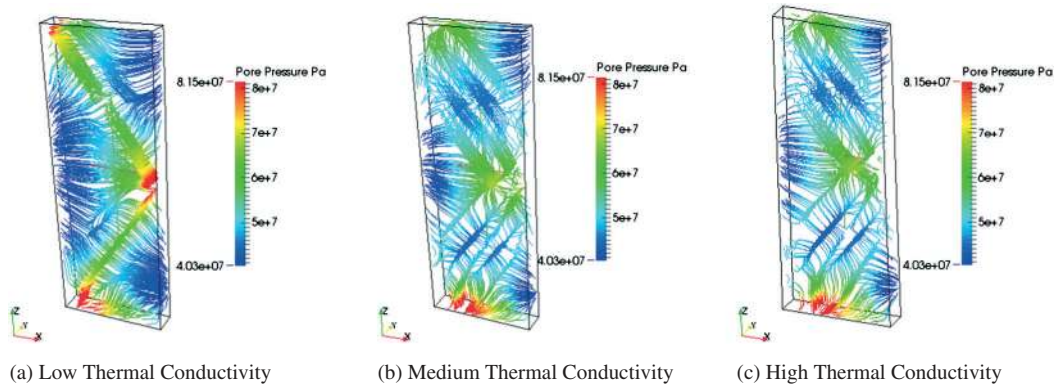 Pore Pressure Pa
8.15e+07
8e+7
7e+7
6e+7
5e+7
4.03e+07
Z
X
(a) Low Thermal Conductivity
Pore Pressure Pa
8.15e+07
8e+7
7e+7
6e+7
5e+7
4.03e+07
Z
X
(b) Medium Thermal Conductivity
Pore Pressure Pa
8.15e+07
8e+7
7e+7
6e+7
5e+7
4.03e+07
Z
X
(c) High Thermal Conductivity